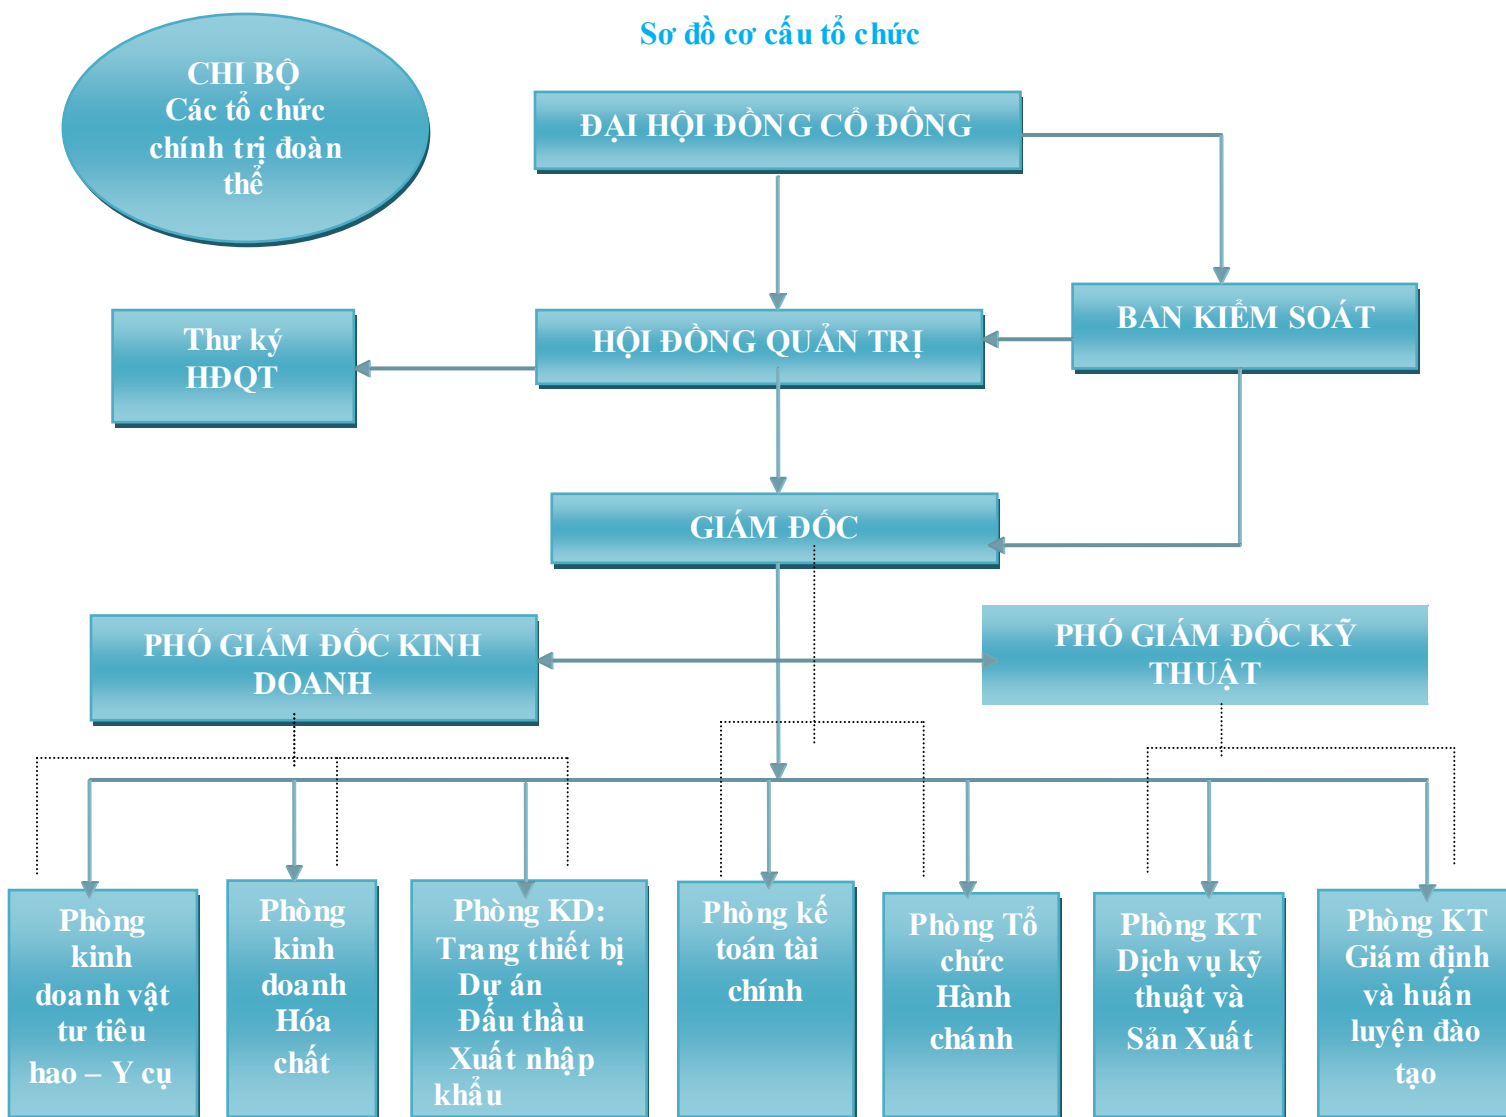 Sơ đồ cơ cấu tổ chức
CHI BỘ
Các tổ chức
chính trị đoàn
thể
ĐẠI HỘI ĐỒNG CỔ ĐÔNG
BAN KIỂM SOÁT
Thư ký
HĐQT
HỘI ĐỒNG QUẢN TRỊ
GIÁM ĐỐC
PHÓ GIÁM ĐỐC KINH
DOANH
PHÓ GIÁM ĐỐC KỸ
THUẬT
Phòng
kinh
doanh vật
tư tiêu
hao – Y cụ
Phòng
kinh
doanh
Hóa
chất
Phòng KD:
Trang thiết bị
Dự án
Đấu thầu
Xuất nhập
khẩu
Phòng kế
toán tài
chính
Phòng Tổ
chức
Hành
chánh
Phòng KT
Dịch vụ kỹ
thuật và
Sản Xuất
Phòng KT
Giám định
và huấn
luyện đào
tạo